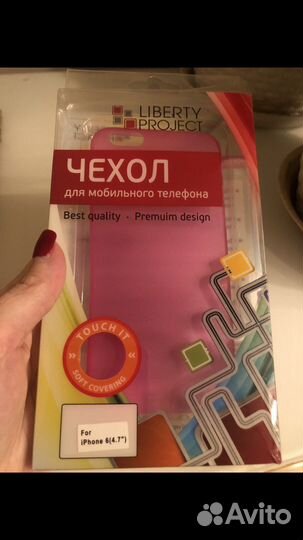 LIBERTY
PROJECT
ЧЕХОЛ
для мобильного телефона
Best quality · Premuim design
TOUCH IT
SOFT COVERING
For
iPhone 6(4.7")
Avito